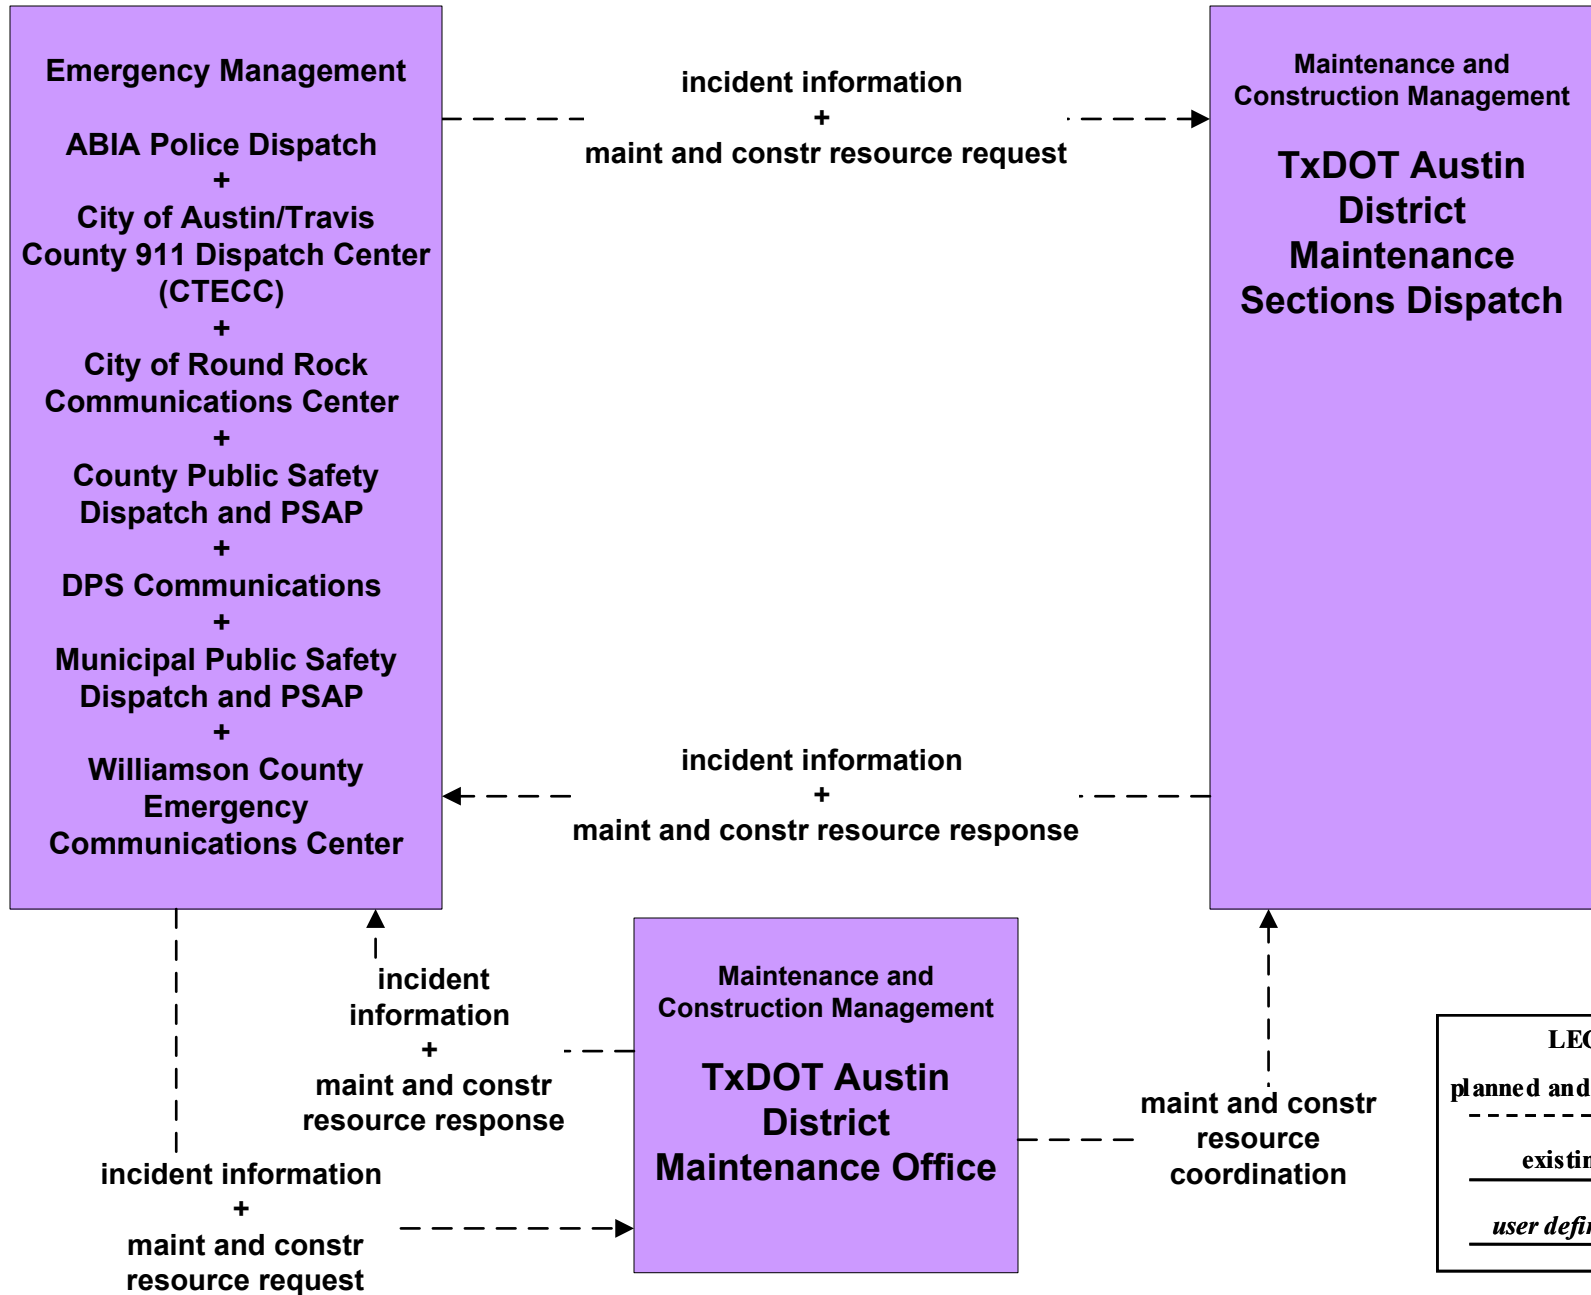 Emergency Management
ABIA Police Dispatch
+
City of Austin/Travis
County 911 Dispatch Center
(CTECC)
+
City of Round Rock
Communications Center
+
County Public Safety
Dispatch and PSAP
+
DPS Communications
+
Municipal Public Safety
Dispatch and PSAP
+
Williamson County
Emergency
Communications Center
incident information
+
maint and constr resource request
Maintenance and
Construction Management
TxDOT Austin
District
Maintenance
Sections Dispatch
incident information
+
maint and constr resource response
incident
information
+
maint and constr
resource response
incident information
+
maint and constr
resource request
Maintenance and
Construction Management
TxDOT Austin
District
Maintenance Office
maint and constr
resource
coordination
planned and
user